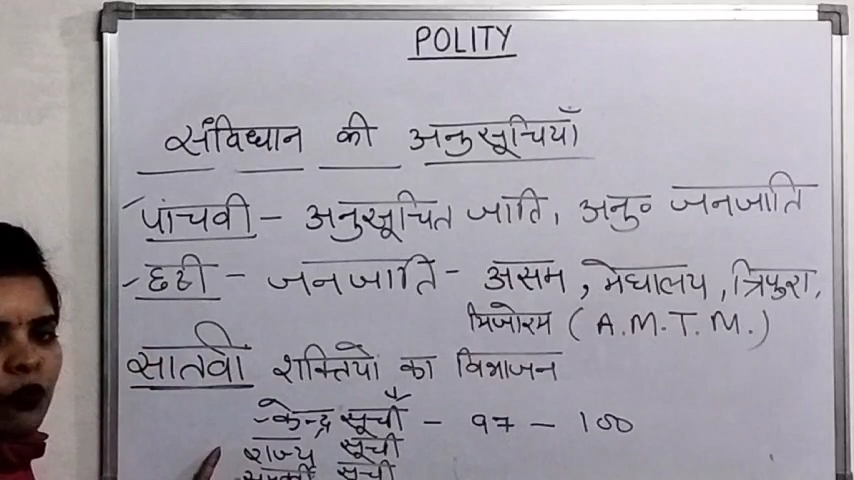 POLITY
संविधान की अनुसूचियाँ
पांचवी - अनुसूचित जाति, अनु० जनजाति
छठी - जनजाति - असम, मेघालय, त्रिपुरा,
मिजोरम (A.M.T.M.)
सातवी शक्तियो का विभाजन
- केन्द्र सूची - 97 - 100
राज्य सूची
सूची